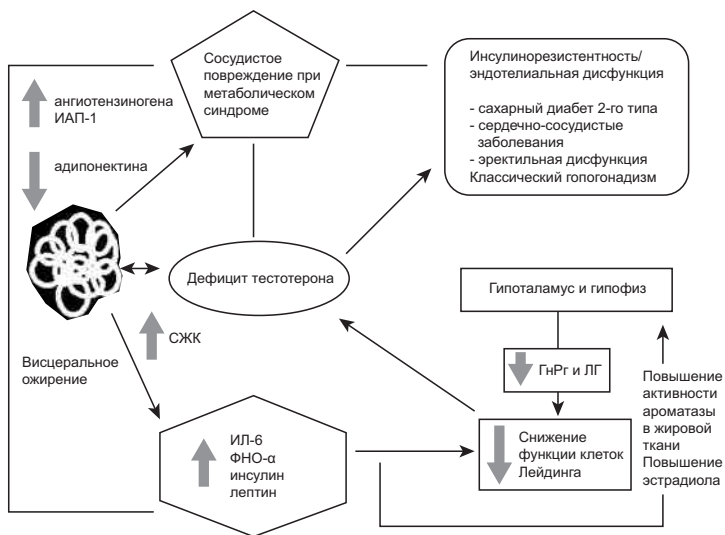 Сосудистое
повреждение при
метаболическом
синдроме
Инсулинорезистентность/
эндотелиальная дисфункция
- сахарный диабет 2-го типа
- сердечно-сосудистые
заболевания
- эректильная дисфункция
Классический гопогонадизм
ангиотензиногена
ИАП-1
адипонектина
Дефицит тестотерона
Гипоталамус и гипофиз
СЖК
Висцеральное
ожирение
ГнРг и ЛГ
Повышение
активности
ароматазы
в жировой
ткани
Повышение
эстрадиола
ИЛ-6
ФНО-α
инсулин
лептин
Снижение
функции клеток
Лейдинга